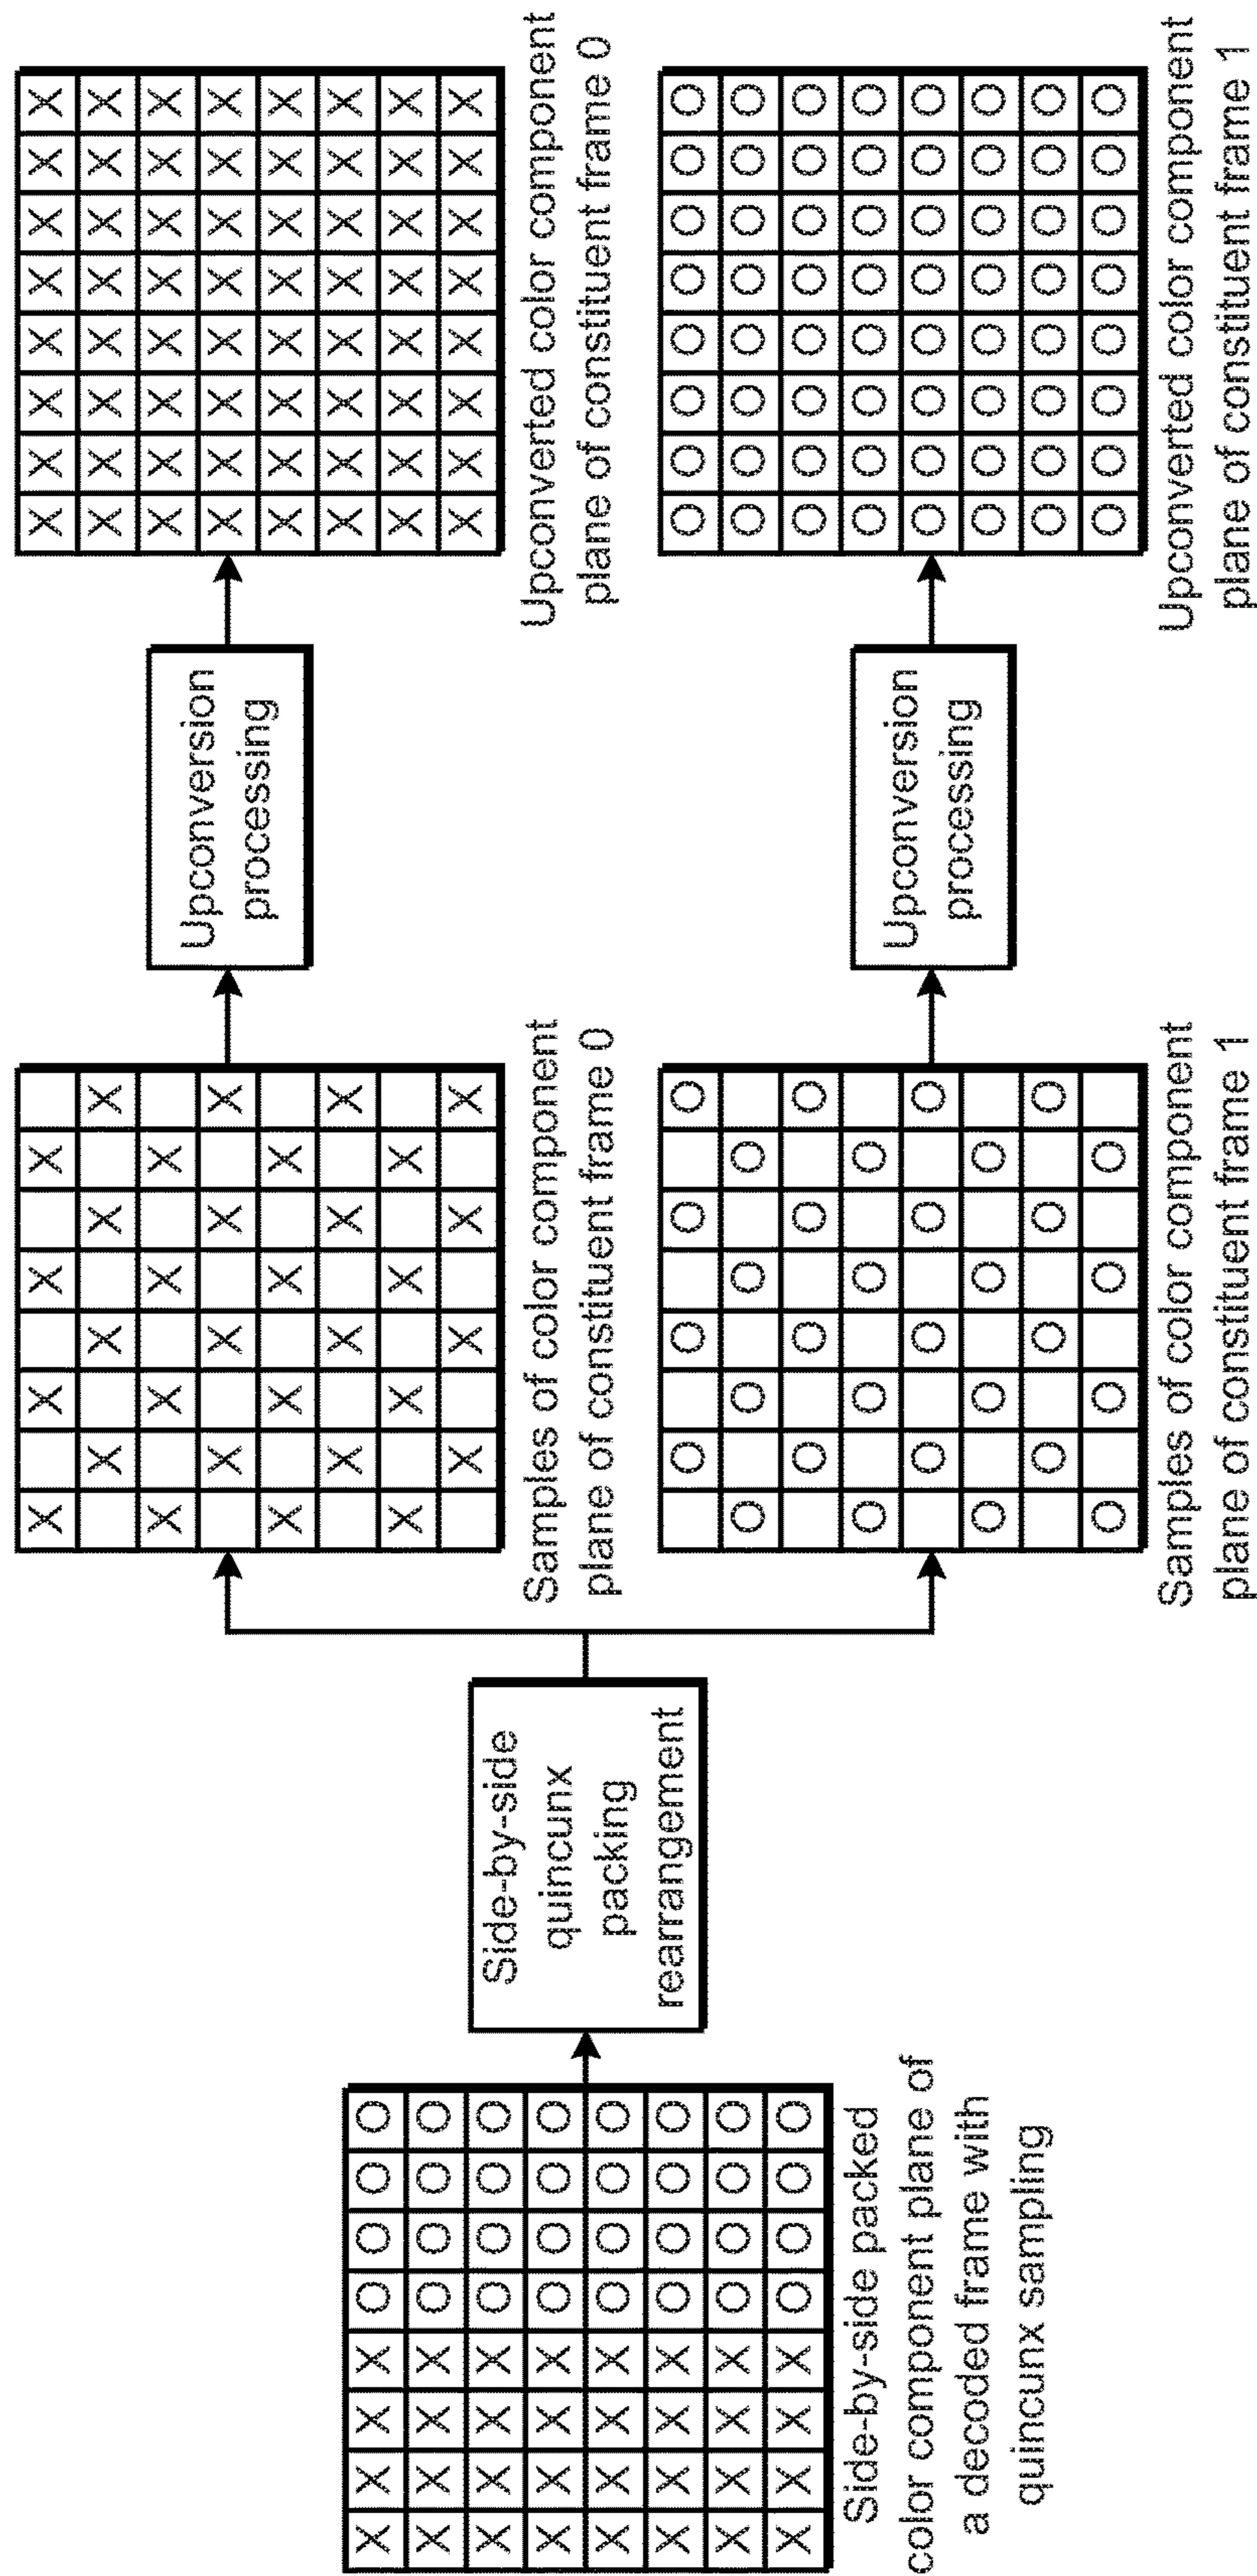 Side-by-side packed
color component plane of
a decoded frame with
quincunx sampling
Side-by-side
quincunx
packing
rearrangement
Samples of color component
plane of constituent frame 0
Upconversion
processing
Upconverted color component
plane of constituent frame 0
Samples of color component
plane of constituent frame 1
Upconversion
processing
Upconverted color component
plane of constituent frame 1